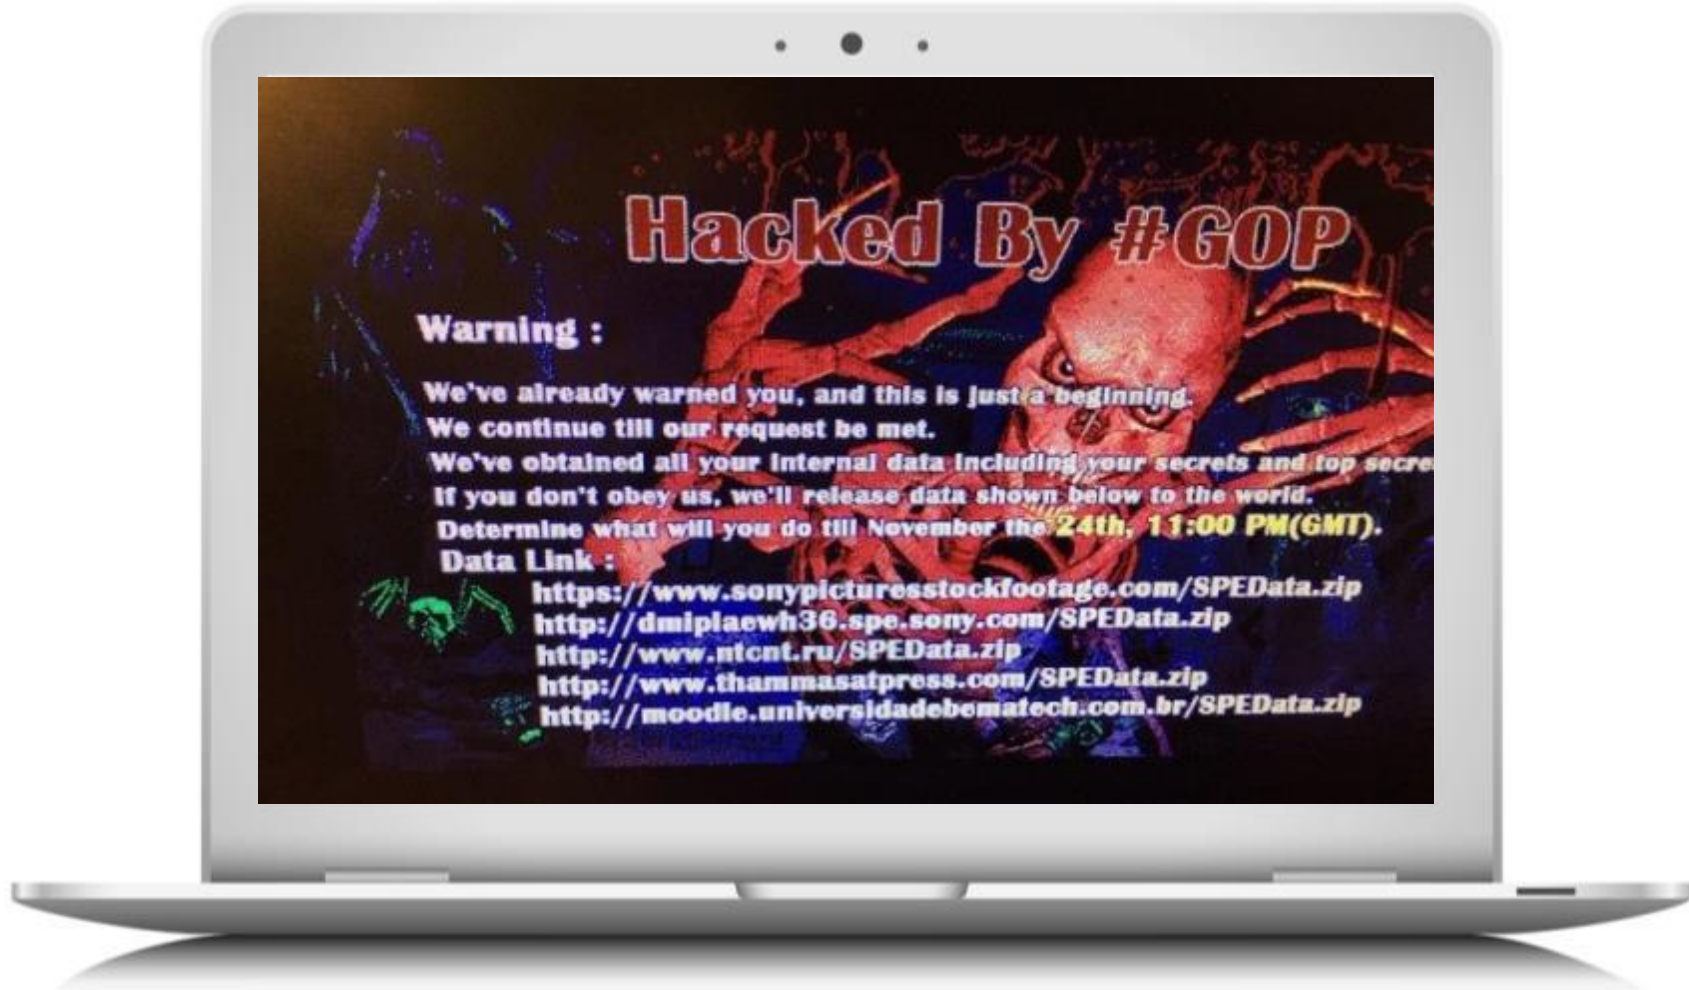 Hacked By #GOP
Warning :
We've already warned you, and this is just a beginning.
We continue till our request be met.
We've obtained all your internal data including your secrets and top secre
If you don't obey us, we'll release data shown below to the world.
Determine what will you do till November the 24th, 11:00 PM(GMT).
Data Link :
https://www.sonypicturesstockfootage.com/SPEData.zip
http://dmiplaewh36.spe.sony.com/SPEData.zip
http://www.ntcnt.ru/SPEData.zip
http://www.thammasatpress.com/SPEData.zip
http://moodle.universidadebematech.com.br/SPEData.zip